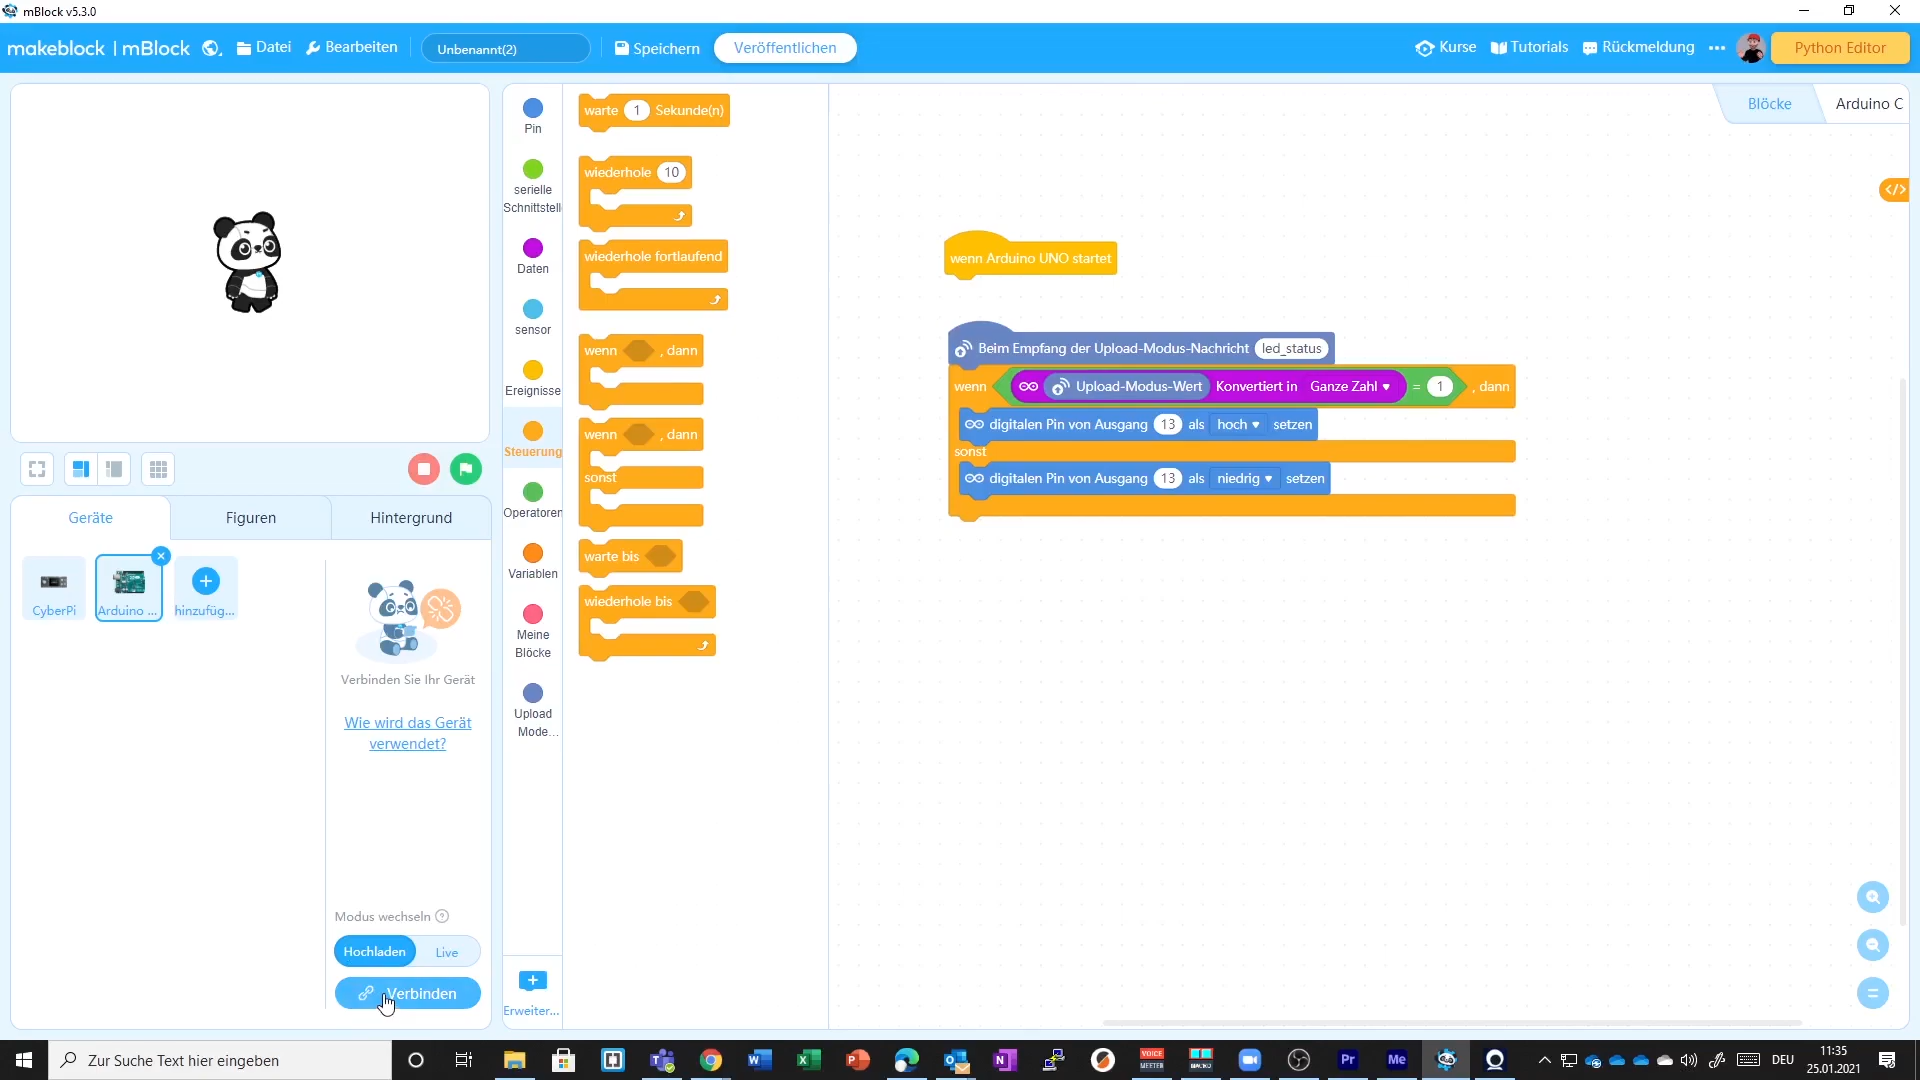 mBlock v5.3.0
makeblock | mBlock Datei Bearbeiten Unbenannt(2) Speichern Veröffentlichen Kurse Tutorials Rückmeldung Python Editor
Blöcke Arduino C
Pin
serielle
Schnittstell
Daten
sensor
Ereignisse
Steuerung
Operatoren
Variablen
Meine
Blöcke
Upload
Mode...
Erweiter...
warte 1 Sekunde(n)
wiederhole 10
wiederhole fortlaufend
wenn , dann
wenn , dann
sonst
warte bis
wiederhole bis
wenn Arduino UNO startet
Beim Empfang der Upload-Modus-Nachricht led_status
wenn Upload-Modus-Wert Konvertiert in Ganze Zahl = 1 , dann
digitalen Pin von Ausgang 13 als hoch setzen
sonst
digitalen Pin von Ausgang 13 als niedrig setzen
Geräte Figuren Hintergrund
CyberPi Arduino ... hinzufüg...
Verbinden Sie Ihr Gerät
Wie wird das Gerät
verwendet?
Modus wechseln ?
Hochladen Live
Verbinden
Zur Suche Text hier eingeben
VOICE
MEETER
Pr
Me
DEU
11:35
25.01.2021